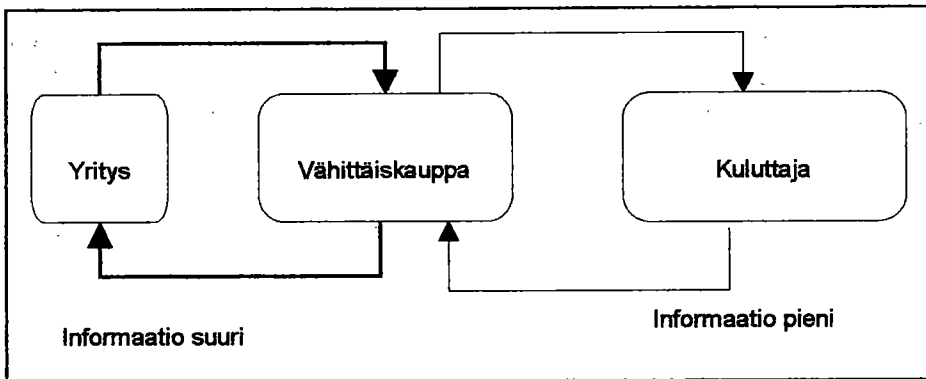 Yritys
Vähittäiskauppa
Kuluttaja
Informaatio suuri
Informaatio pieni